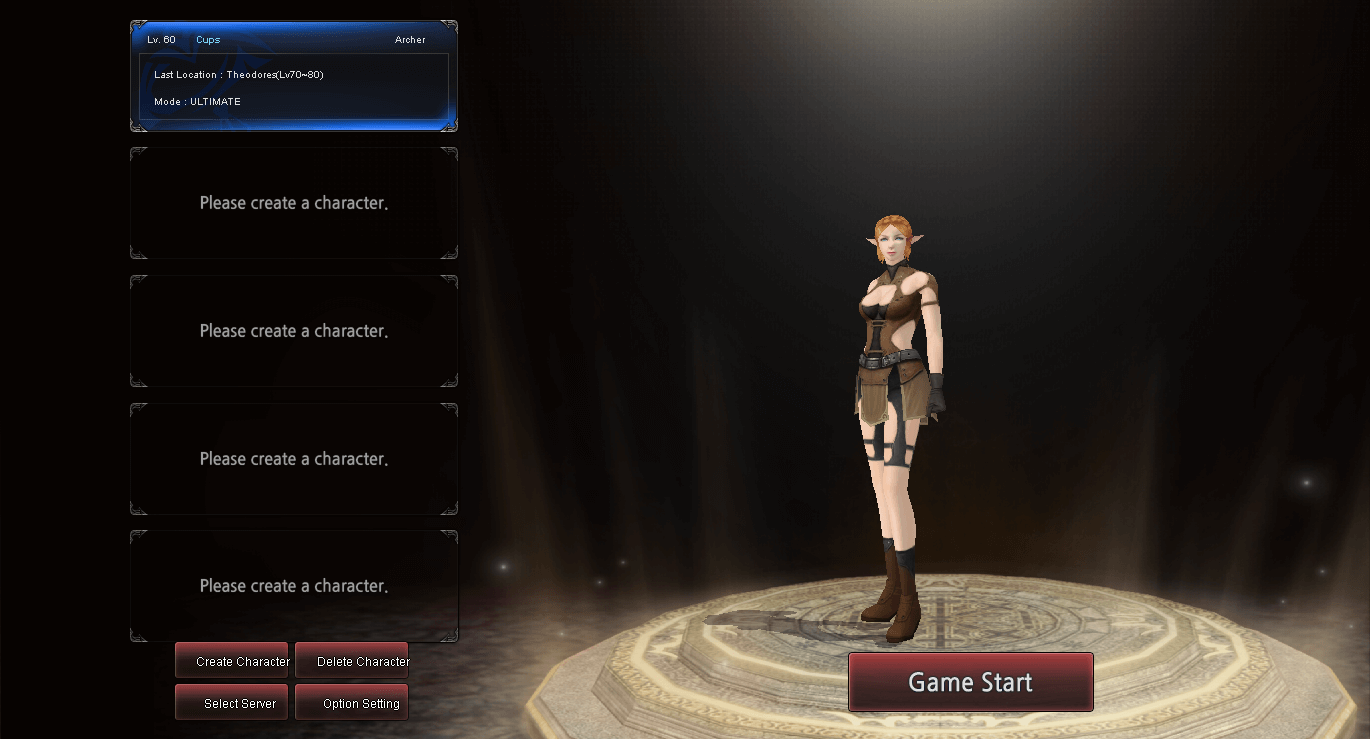 Lv. 60 Cups Archer
Last Location : Theodores(Lv70~80)
Mode : ULTIMATE
Please create a character.
Please create a character.
Please create a character.
Please create a character.
Create Character Delete Character
Select Server Option Setting
Game Start